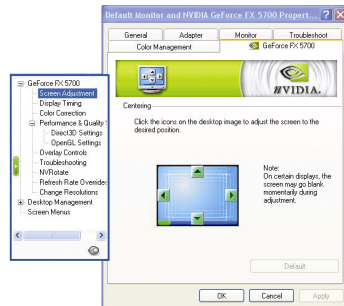 Default Monitor and NVIDIA GeForce FX 5700 Propert...
General Adapter Monitor Troubleshoot
Color Management GeForce FX 5700
NVIDIA.
GeForce FX 5700
Screen Adjustment
Display Timing
Color Correction
Performance & Quality S
Direct3D Settings
OpenGL Settings
Overlay Controls
Troubleshooting
NVRotate
Refresh Rate Overrides
Change Resolutions
Desktop Management
Screen Menus
Centering
Click the icons on the desktop image to adjust the screen to the
desired position.
Note:
On certain displays, the
screen may go blank
momentarily during
adjustment.
Default
OK Cancel Apply